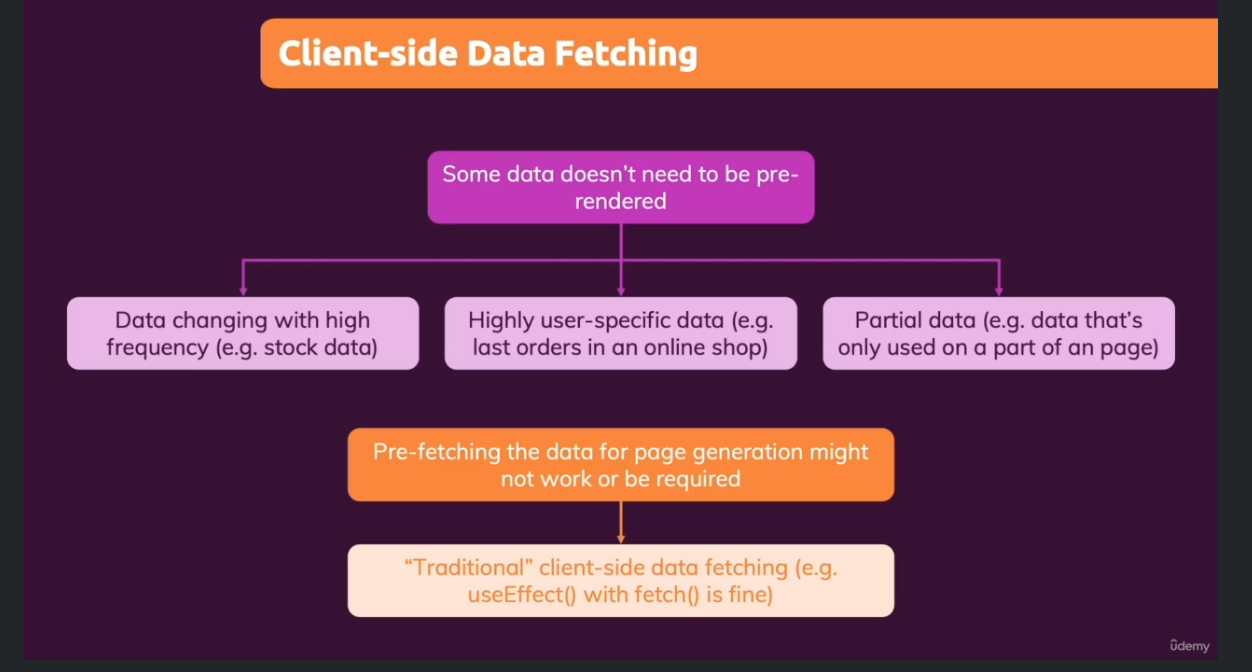 Client-side Data Fetching
Some data doesn’t need to be pre-
rendered
Data changing with high
frequency (e.g. stock data)
Highly user-specific data (e.g.
last orders in an online shop)
Partial data (e.g. data that’s
only used on a part of an page)
Pre-fetching the data for page generation might
not work or be required
“Traditional” client-side data fetching (e.g.
useEffect() with fetch() is fine)
ûdemy